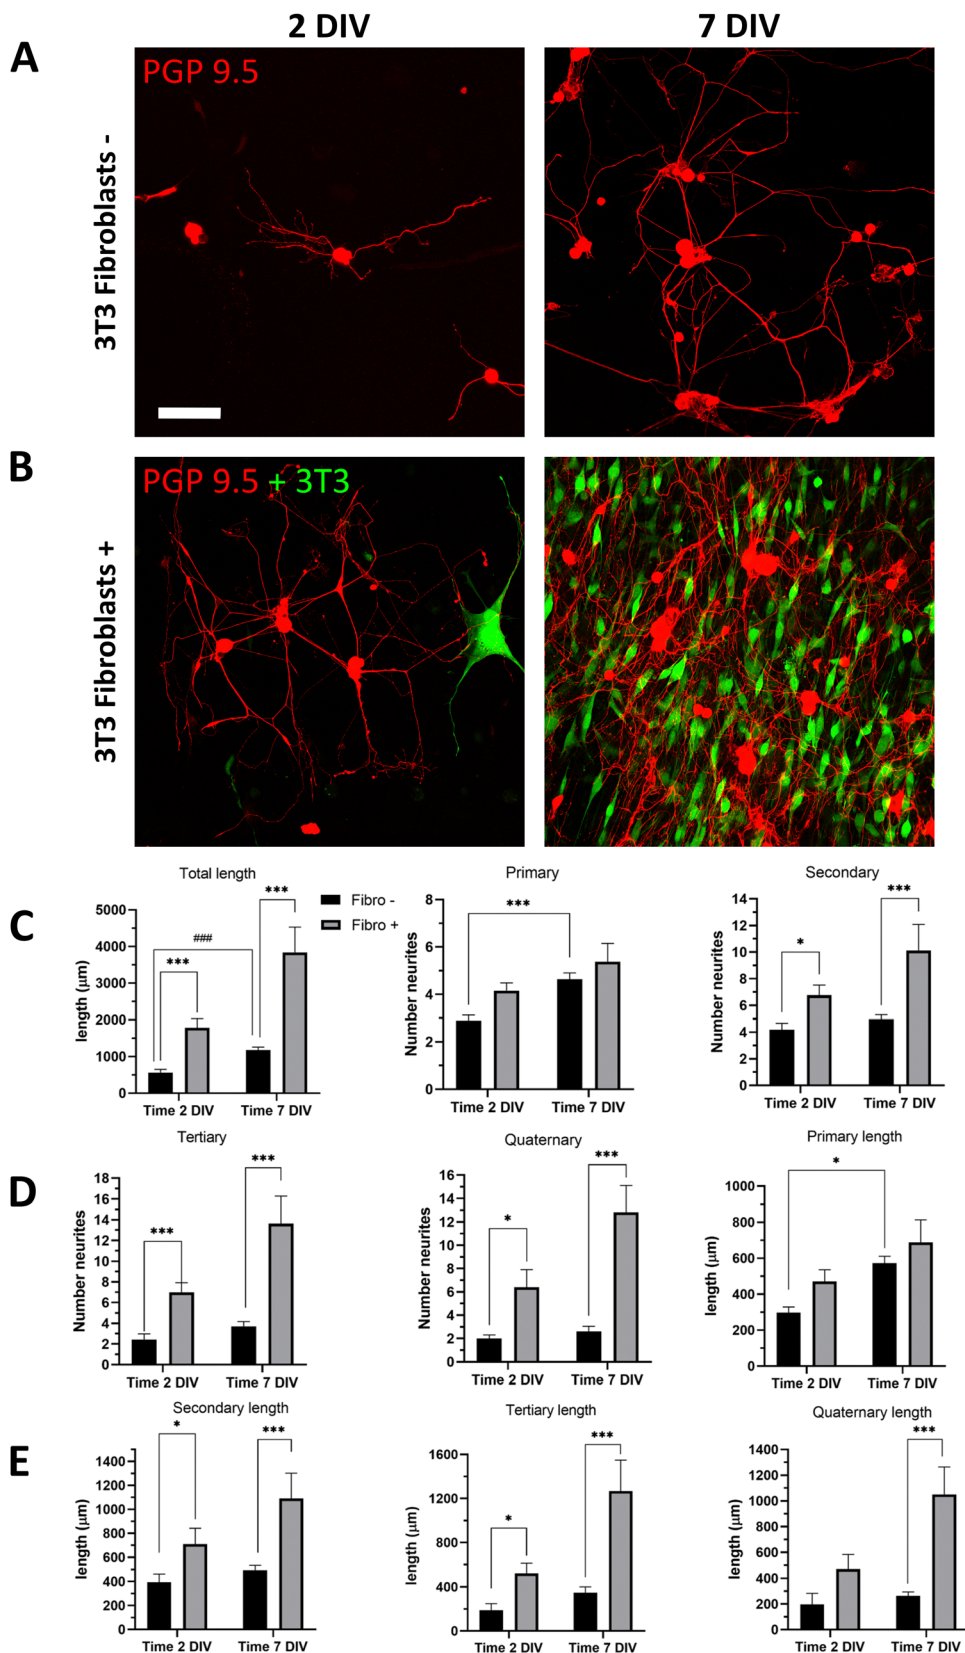 2 DIV
7 DIV
A
PGP 9.5
3T3 Fibroblasts -
B
PGP 9.5 + 3T3
3T3 Fibroblasts +
C
Total length
length (μm)
5000
4000
3000
2000
1000
0
###
***
***
Time 2 DIV
Time 7 DIV
Fibro -
Fibro +
Primary
Number neurites
8
6
4
2
0
***
Time 2 DIV
Time 7 DIV
Secondary
Number neurites
14
12
10
8
6
4
2
0
*
***
Time 2 DIV
Time 7 DIV
D
Tertiary
Number neurites
18
16
14
12
10
8
6
4
2
0
***
***
Time 2 DIV
Time 7 DIV
Quaternary
Number neurites
16
14
12
10
8
6
4
2
0
*
***
Time 2 DIV
Time 7 DIV
Primary length
length (μm)
1000
800
600
400
200
0
*
Time 2 DIV
Time 7 DIV
E
Secondary length
length (μm)
1400
1200
1000
800
600
400
200
0
*
***
Time 2 DIV
Time 7 DIV
Tertiary length
length (μm)
1600
1200
800
400
0
*
***
Time 2 DIV
Time 7 DIV
Quaternary length
length (μm)
1400
1200
1000
800
600
400
200
0
***
Time 2 DIV
Time 7 DIV